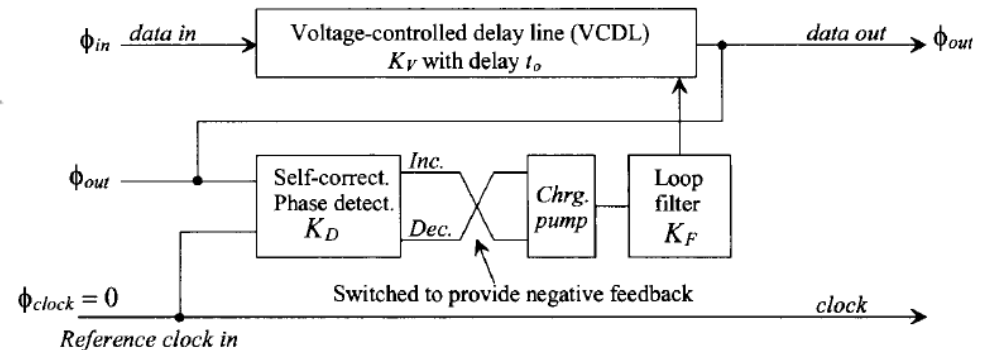 ϕin data in
Voltage-controlled delay line (VCDL)
KV with delay to
data out ϕout
ϕout
Self-correct.
Phase detect.
KD
Inc.
Dec.
Chrg.
pump
Loop
filter
KF
Switched to provide negative feedback
ϕclock = 0
clock
Reference clock in